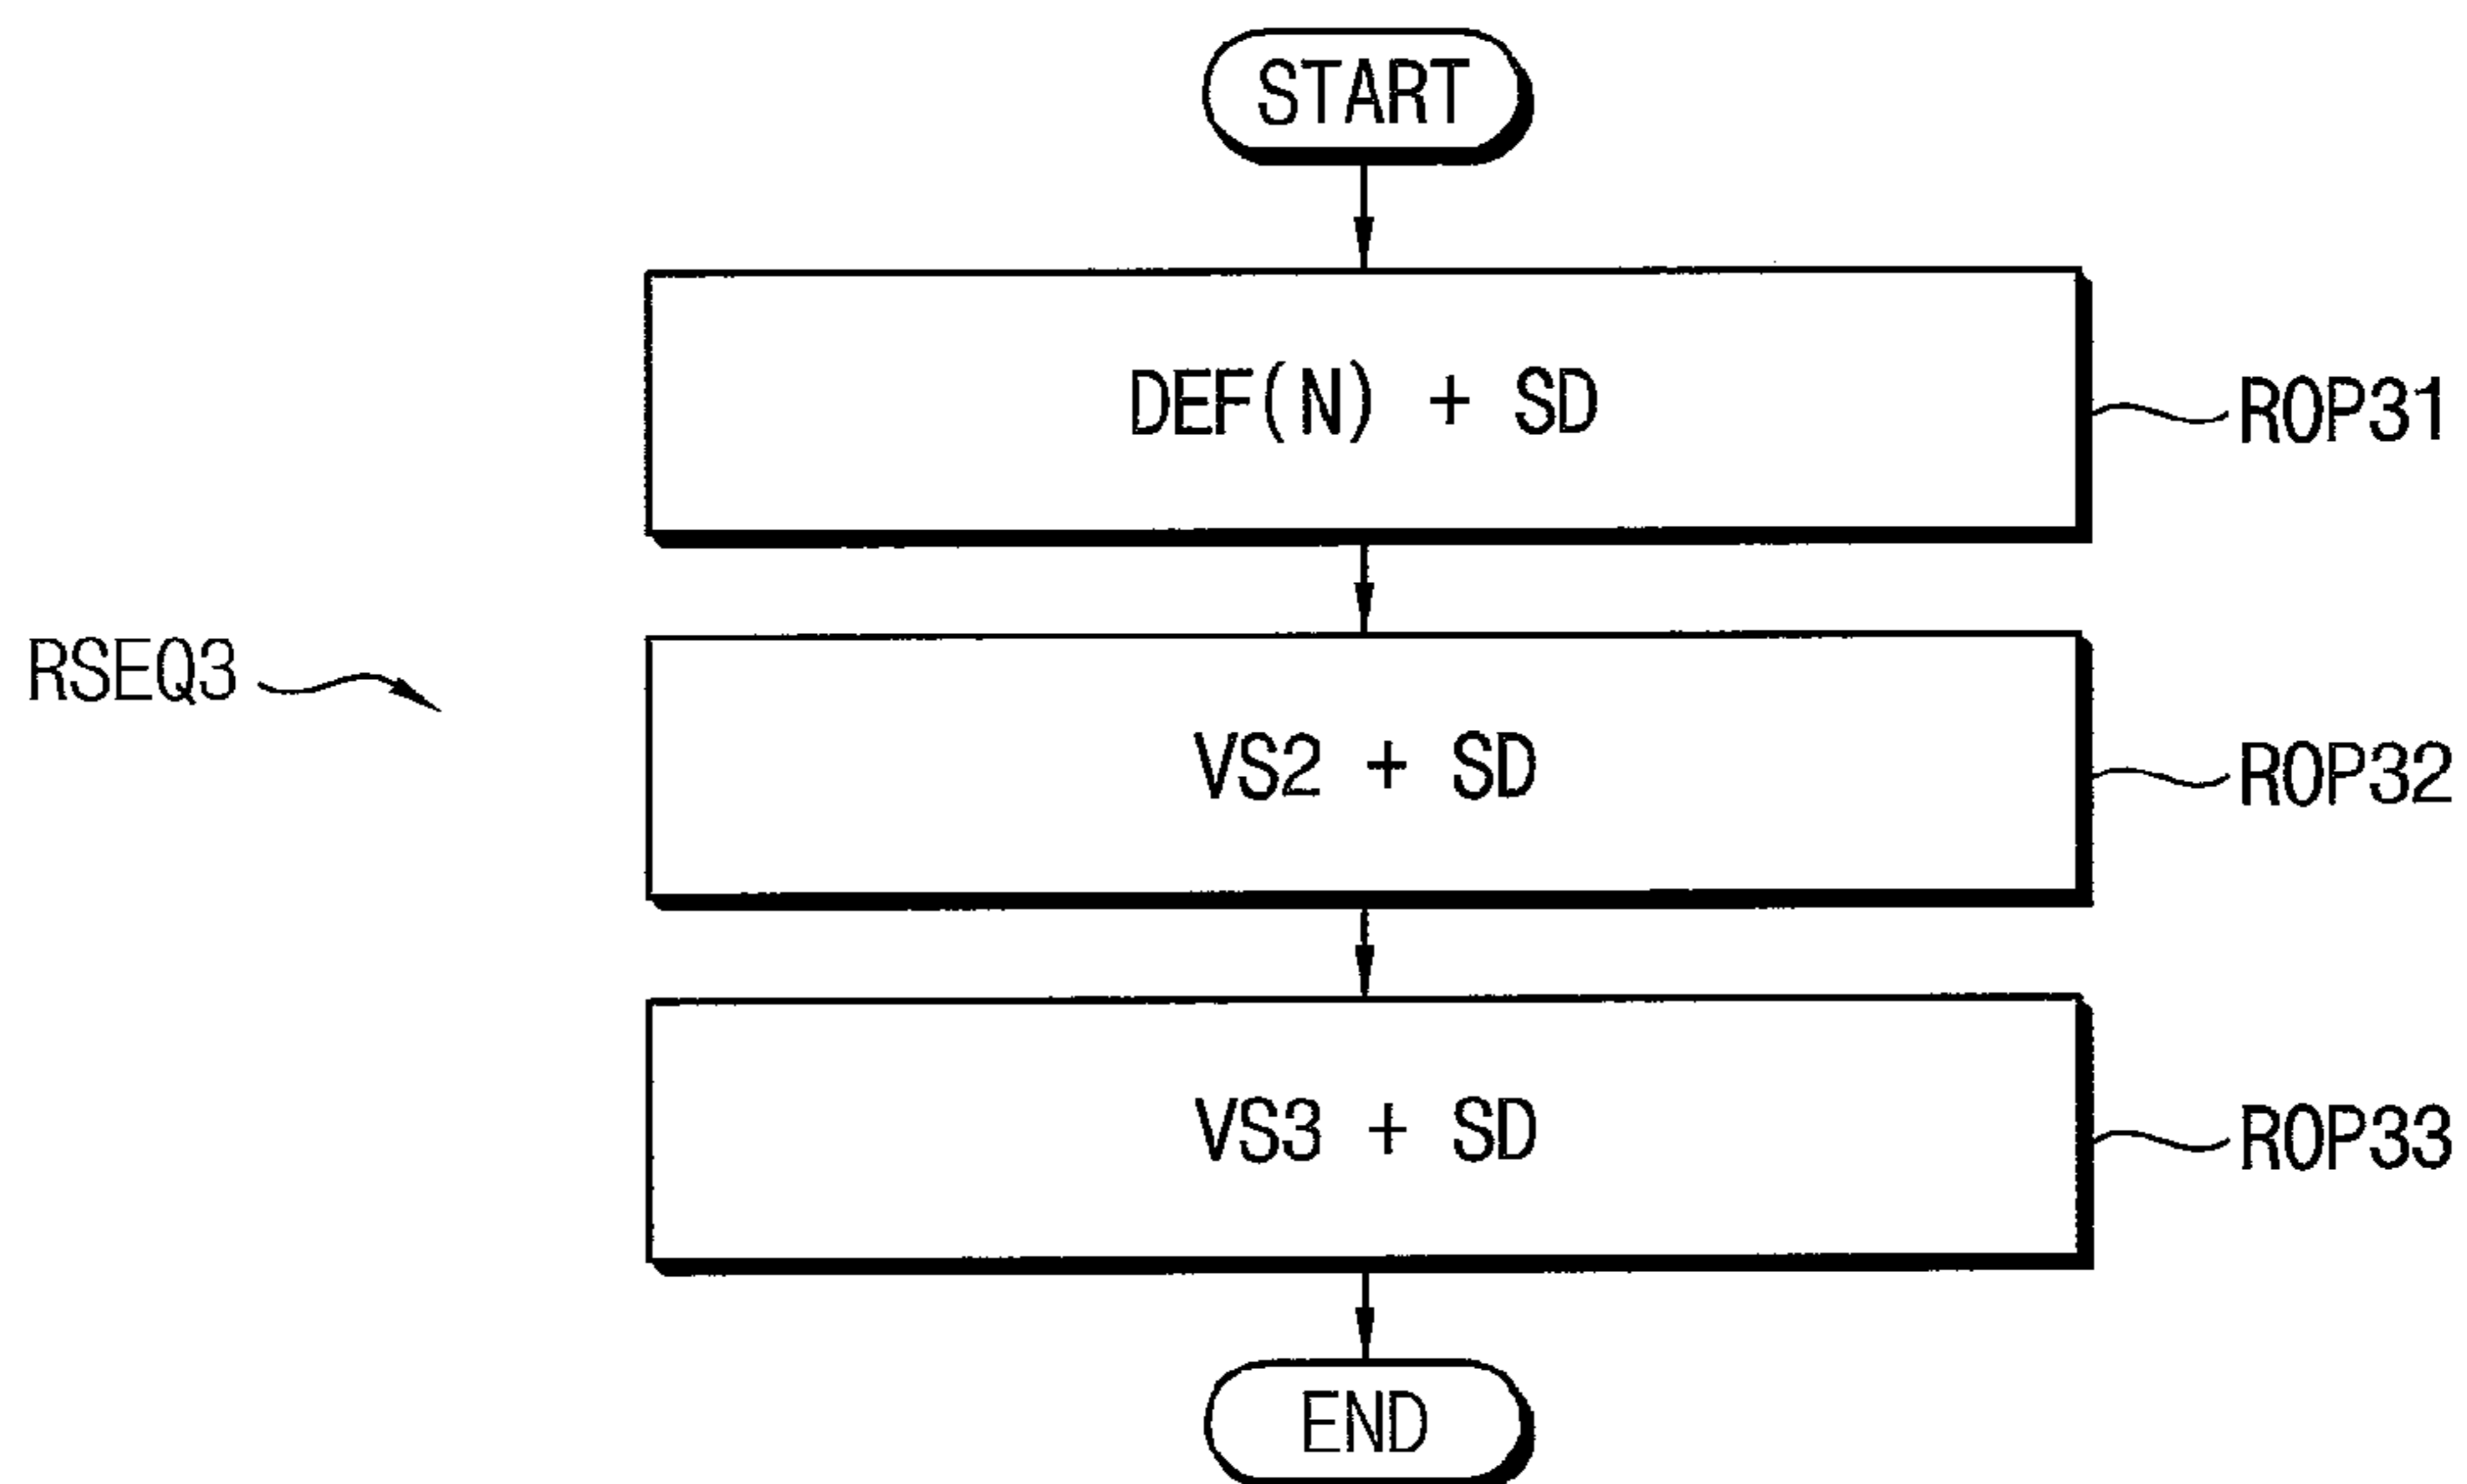 START
DEF(N) + SD
ROP31
RSEQ3
VS2 + SD
ROP32
VS3 + SD
ROP33
END